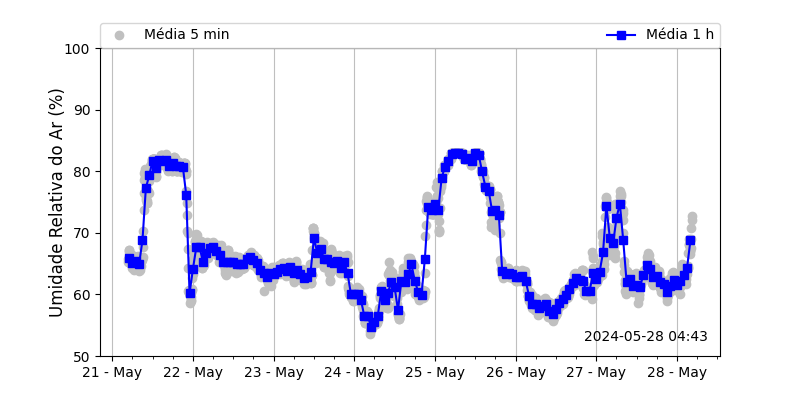 Média 5 min
Média 1 h
100
90
80
70
60
50
Umidade Relativa do Ar (%)
2024-05-28 04:43
21 - May
22 - May
23 - May
24 - May
25 - May
26 - May
27 - May
28 - May